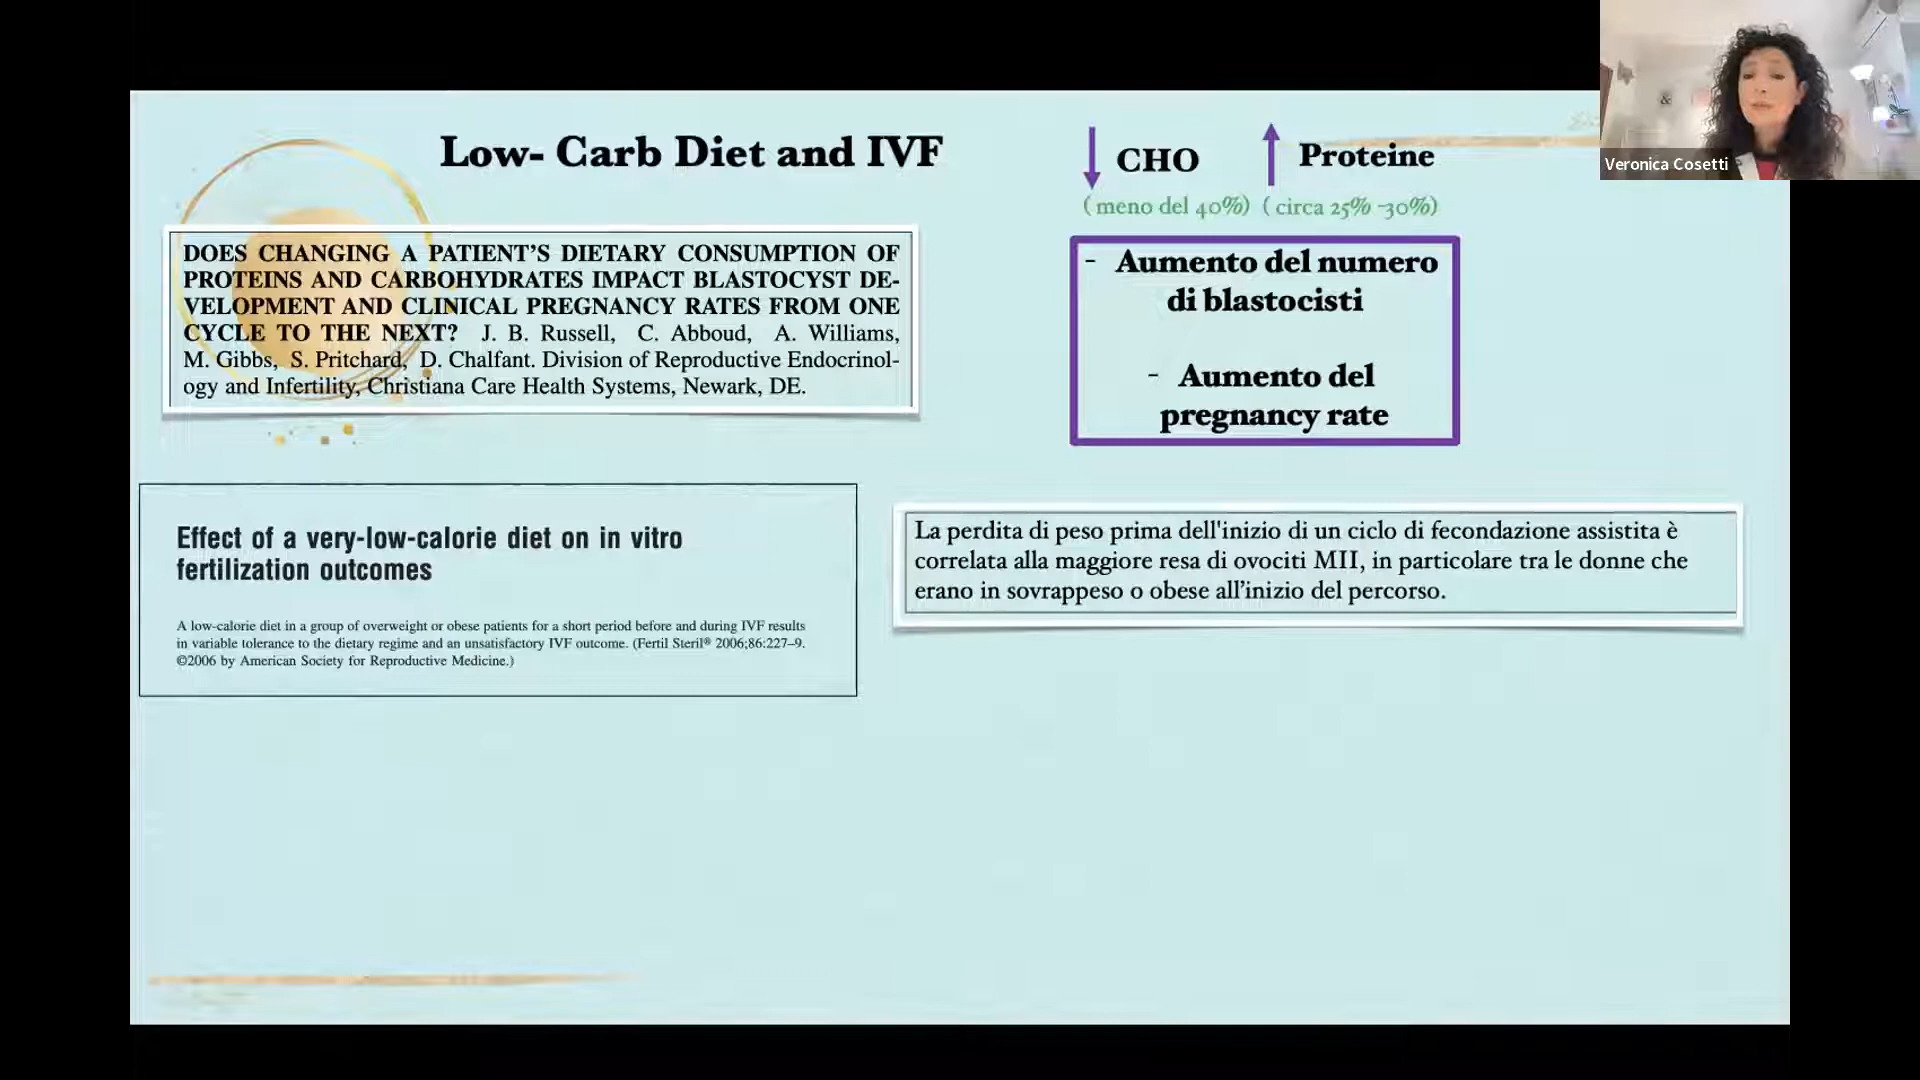 Veronica Cosetti
Low- Carb Diet and IVF
CHO
Proteine
( meno del 40%) ( circa 25% -30%)
DOES CHANGING A PATIENT'S DIETARY CONSUMPTION OF
PROTEINS AND CARBOHYDRATES IMPACT BLASTOCYST DE-
VELOPMENT AND CLINICAL PREGNANCY RATES FROM ONE
CYCLE TO THE NEXT? J. B. Russell, C. Abboud, A. Williams,
M. Gibbs, S. Pritchard, D. Chalfant. Division of Reproductive Endocrinol-
ogy and Infertility, Christiana Care Health Systems, Newark, DE.
- Aumento del numero
di blastocisti
- Aumento del
pregnancy rate
Effect of a very-low-calorie diet on in vitro
fertilization outcomes
A low-calorie diet in a group of overweight or obese patients for a short period before and during IVF results
in variable tolerance to the dietary regime and an unsatisfactory IVF outcome. (Fertil Steril® 2006;86:227–9.
©2006 by American Society for Reproductive Medicine.)
La perdita di peso prima dell'inizio di un ciclo di fecondazione assistita è
correlata alla maggiore resa di ovociti MII, in particolare tra le donne che
erano in sovrappeso o obese all’inizio del percorso.
&